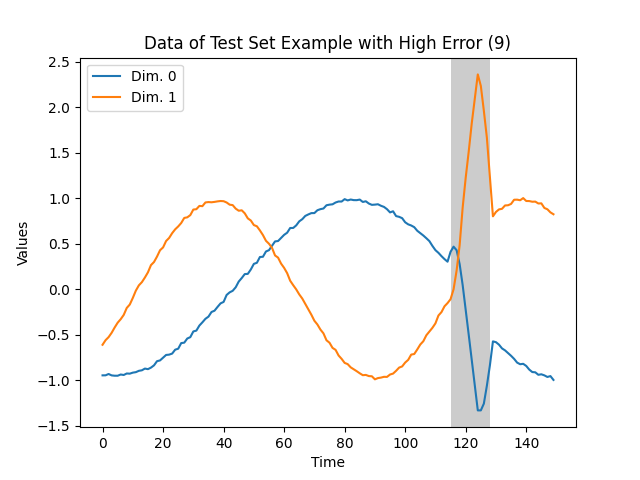 Data of Test Set Example with High Error (9)
Dim. 0
Dim. 1
2.5
2.0
1.5
1.0
0.5
0.0
−0.5
−1.0
−1.5
Values
0 20 40 60 80 100 120 140
Time